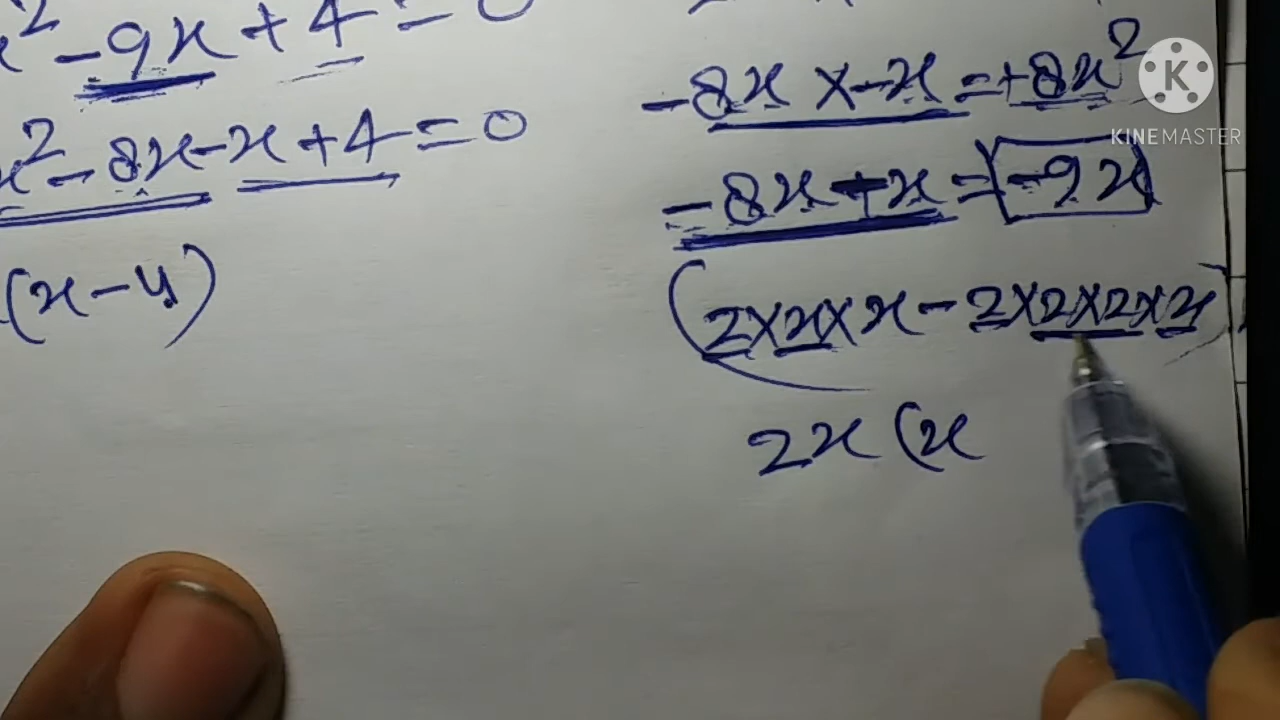 x² - 9x + 4 = 0
x² - 8x - x + 4 = 0
(x - 4)
-8x × -x = +8x²
-8x - x = -9x
(2×x×x - 2×2×2×x)
2x (x
K
KINEMASTER